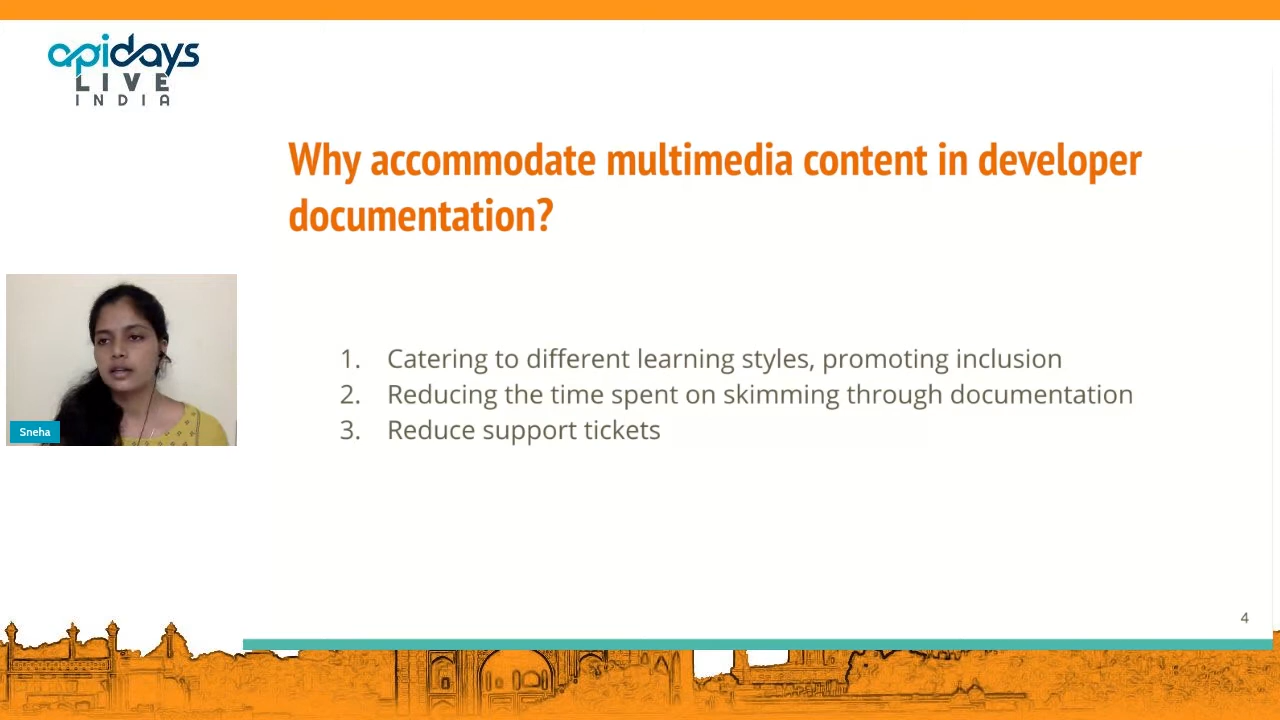 apidays
LIVE
INDIA
Why accommodate multimedia content in developer
documentation?
1. Catering to different learning styles, promoting inclusion
2. Reducing the time spent on skimming through documentation
3. Reduce support tickets
Sneha
4